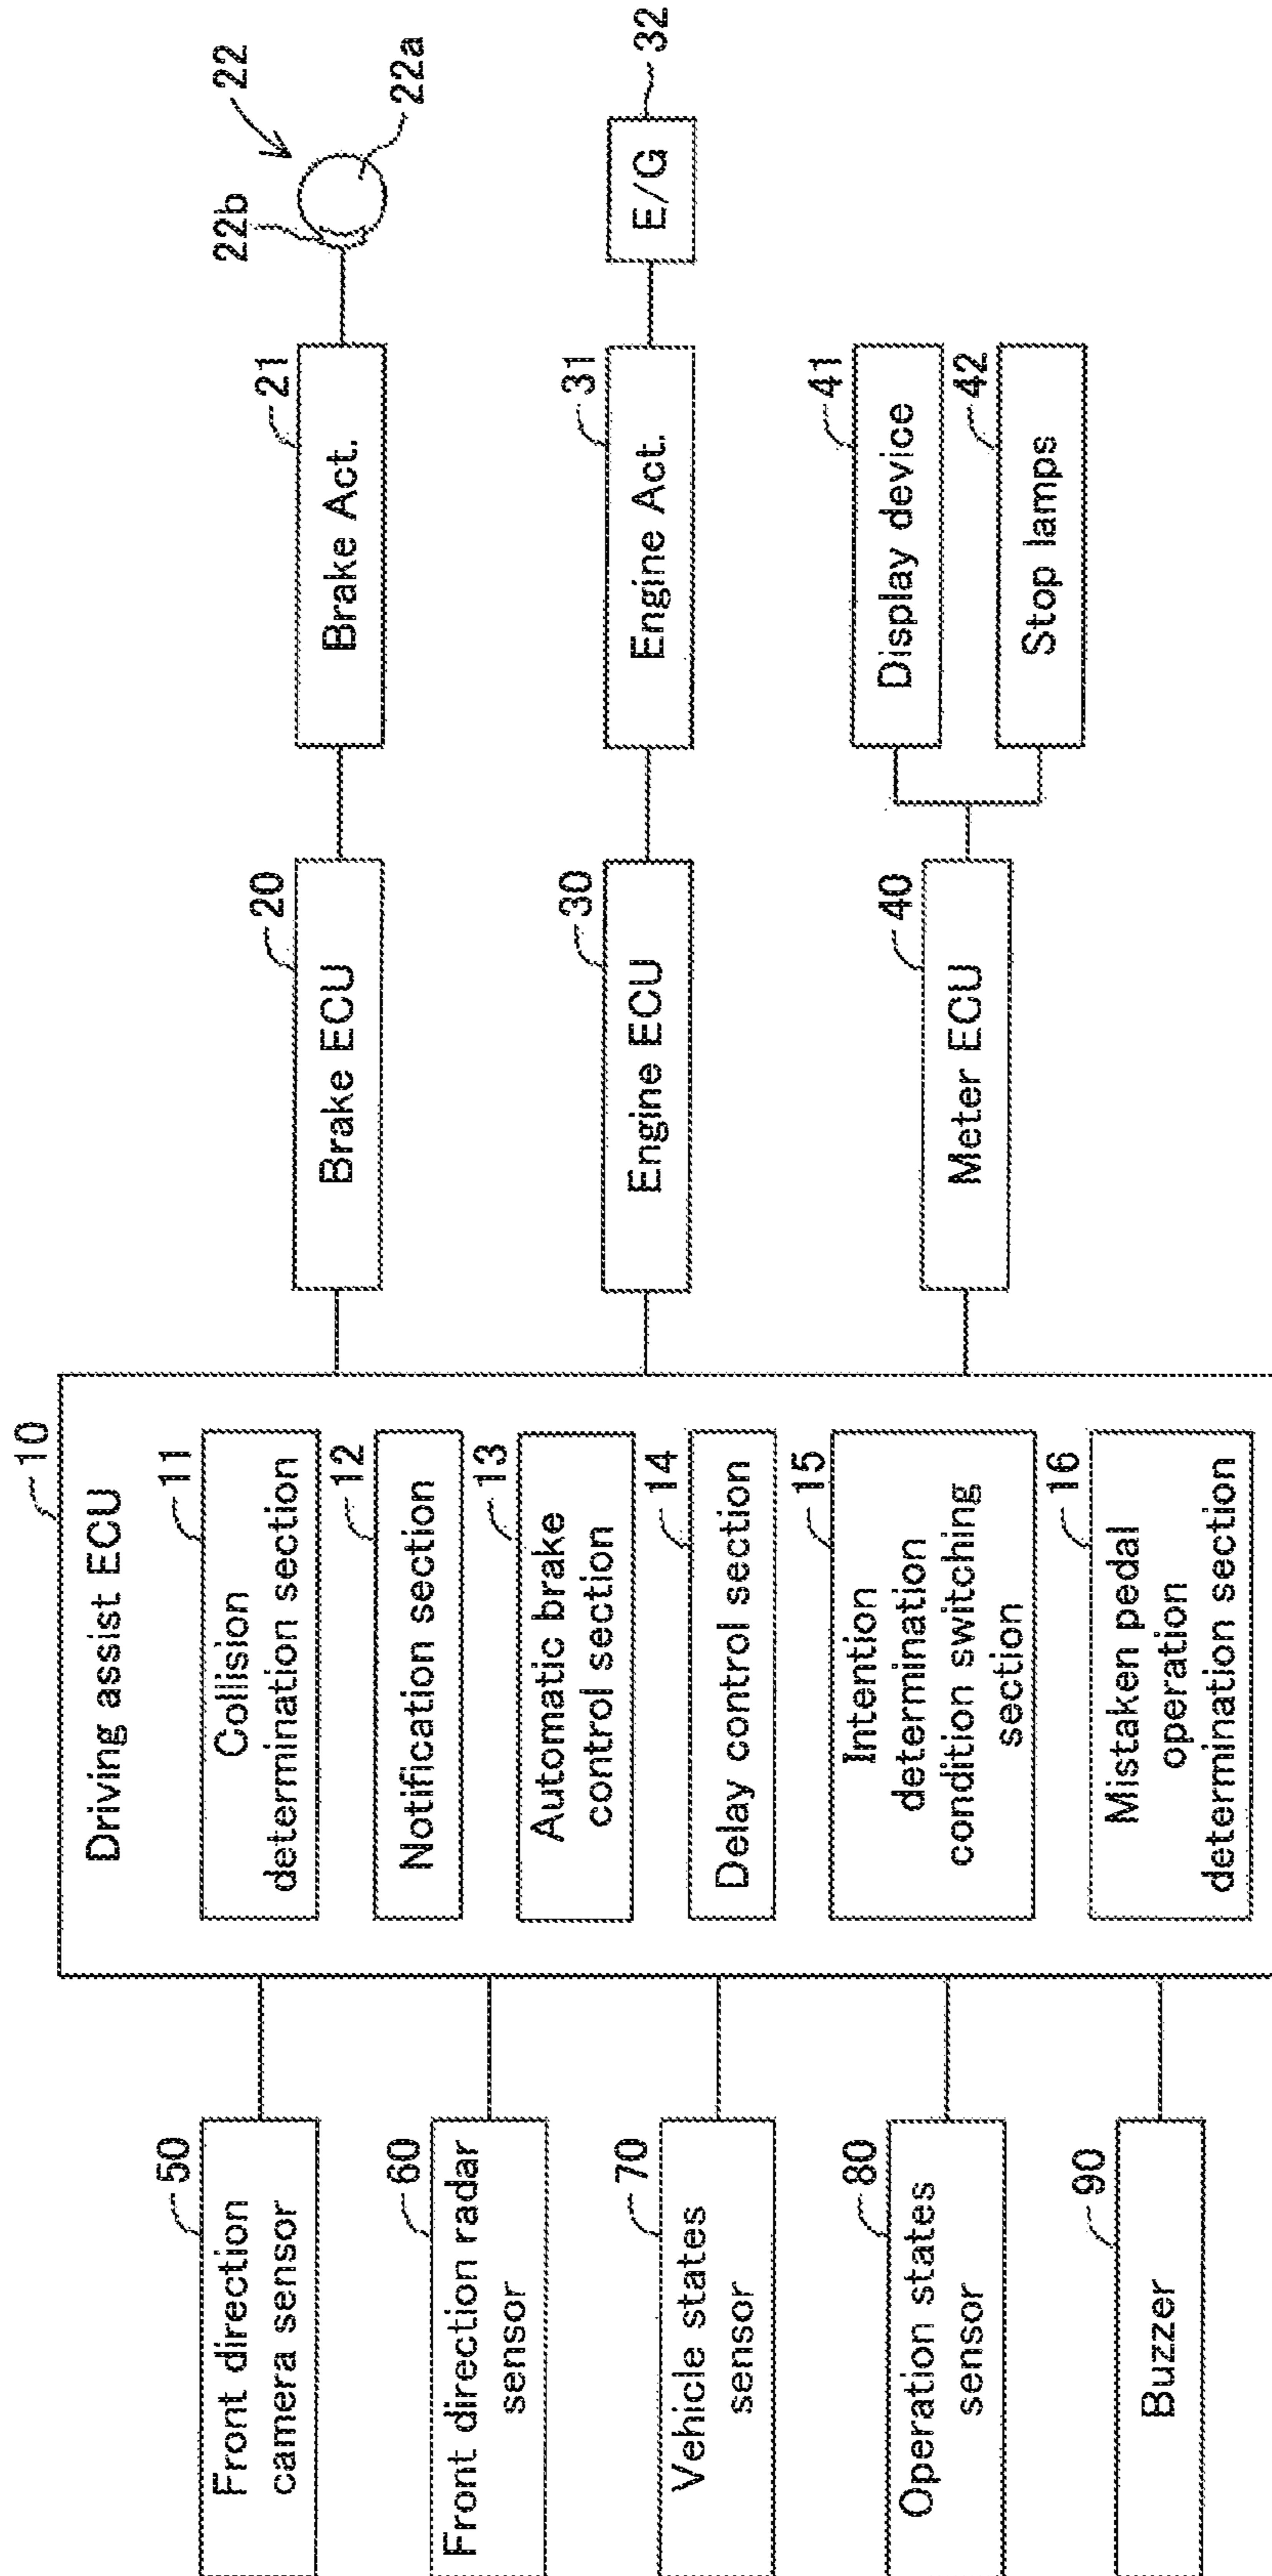 10
Driving assist ECU
11
Collision
determination section
12
Notification section
13
Automatic brake
control section
14
Delay control section
15
Intention
determination
condition switching
section
16
Mistaken pedal
operation
determination section
50
Front direction
camera sensor
60
Front direction radar
sensor
70
Vehicle states
sensor
80
Operation states
sensor
90
Buzzer
20
Brake ECU
21
Brake Act.
22
22b
22a
30
Engine ECU
31
Engine Act.
32
E/G
40
Meter ECU
41
Display device
42
Stop lamps